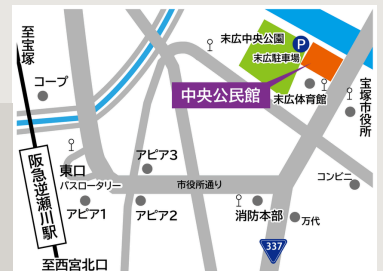 至宝塚
末広中央公園
P
末広駐車場
コープ
中央公民館
末広体育館
宝塚市役所
阪急逆瀬川駅
東口
バスロータリー
アピア3
市役所通り
コンビニ
アピア1
アピア2
消防本部
万代
337
至西宮北口